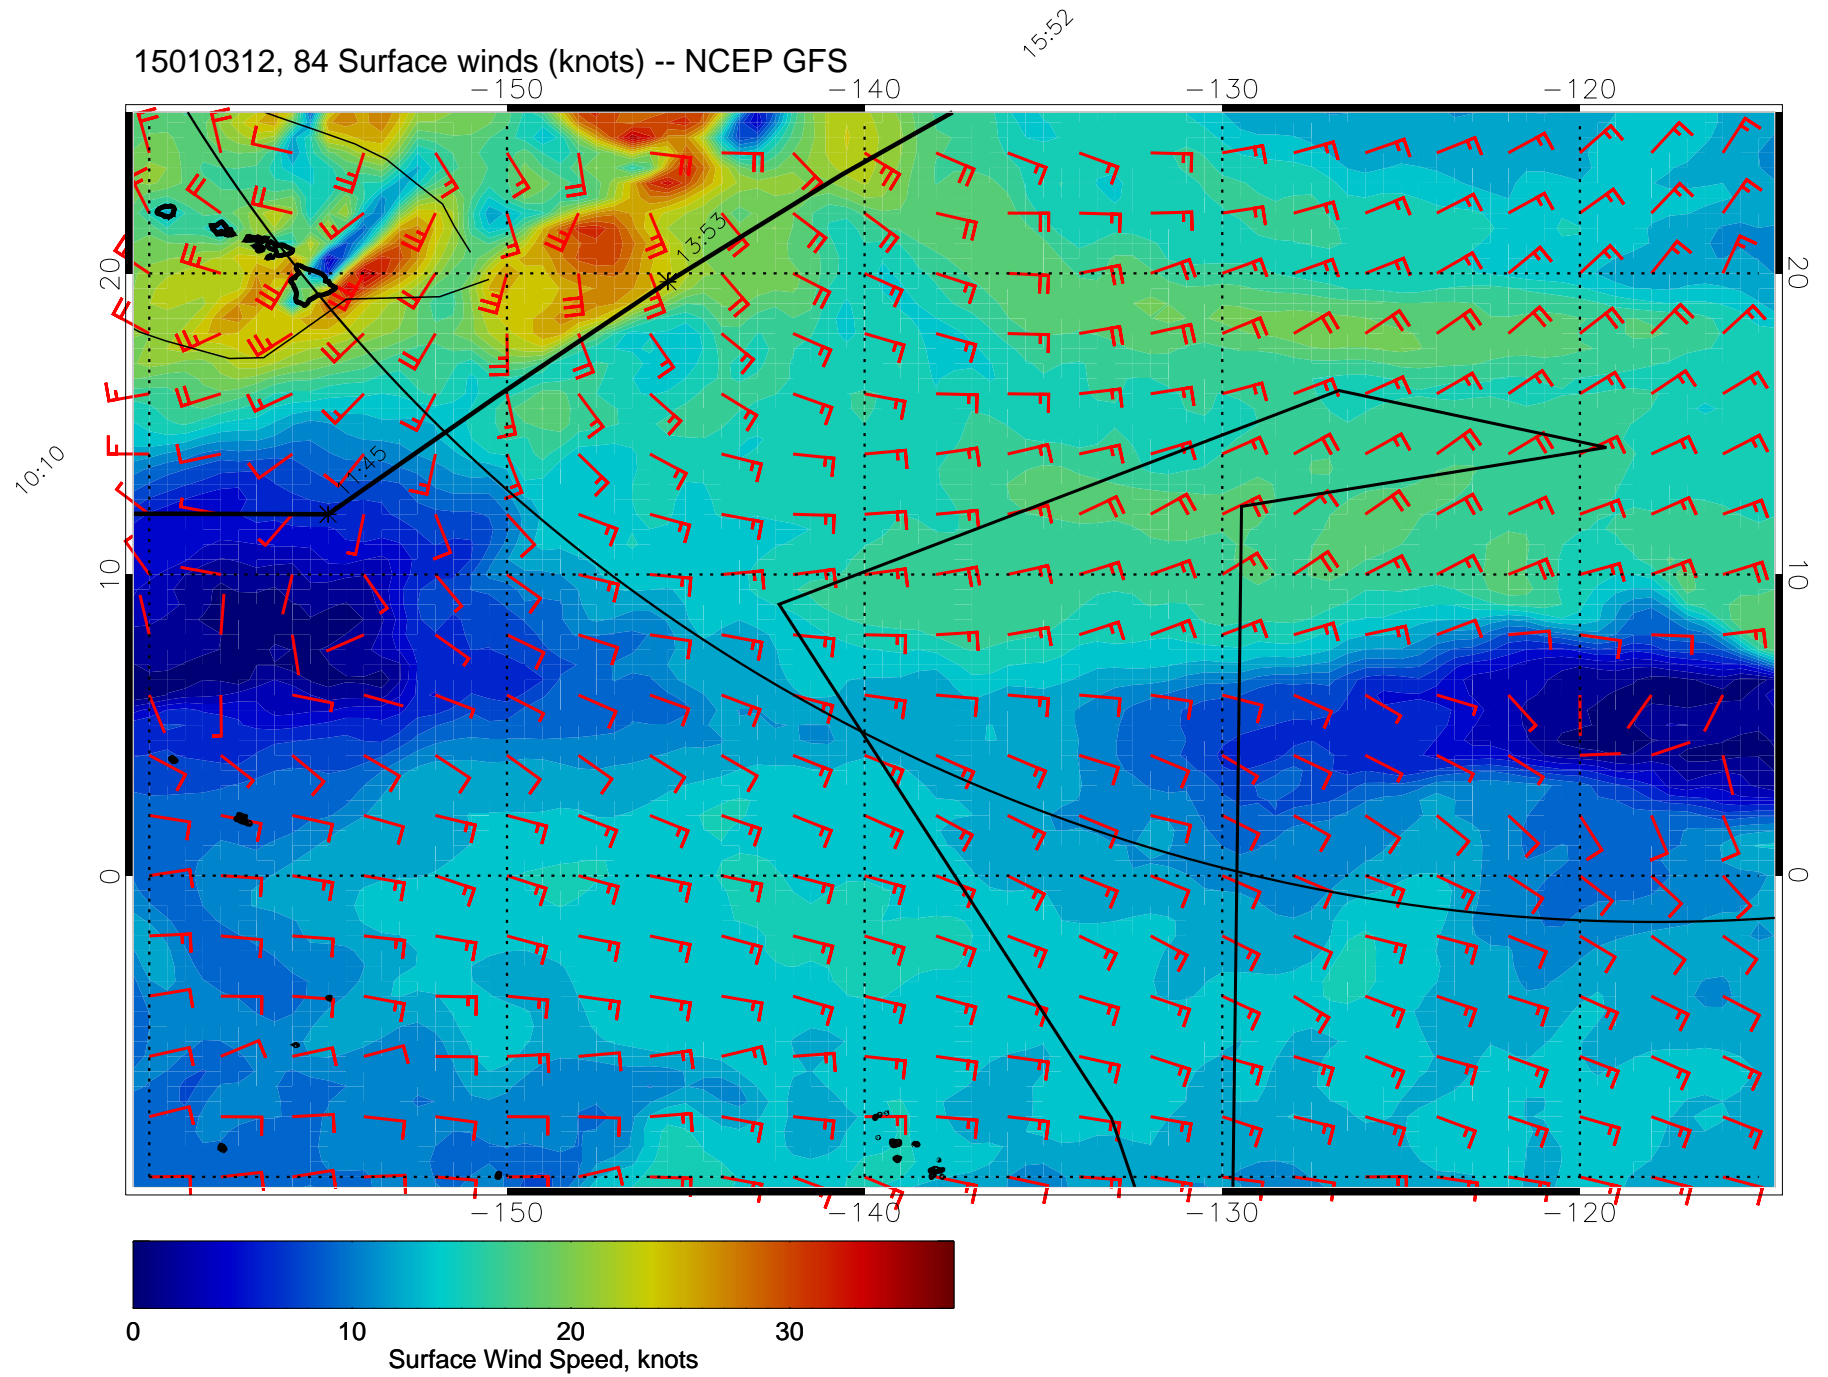 15:52
15010312, 84 Surface winds (knots) -- NCEP GFS
−150 −140 −130 −120
13:53
20 20
11:45
10:10
10 10
0 0
−150 −140 −130 −120
0 10 20 30
Surface Wind Speed, knots